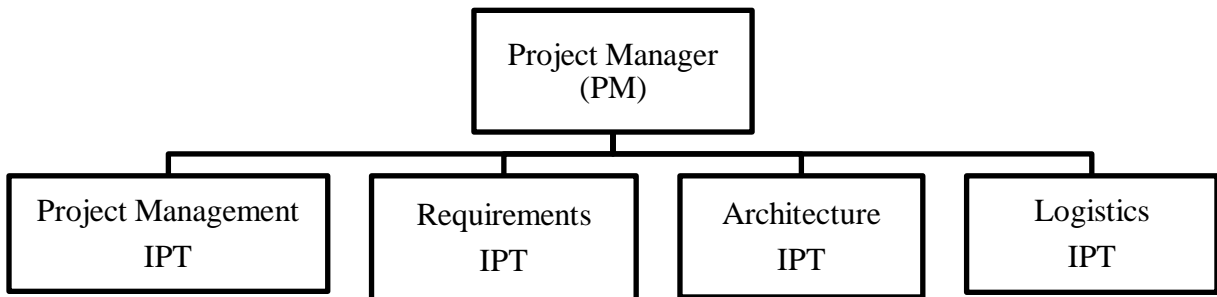 Project Manager
(PM)
Project Management
IPT
Requirements
IPT
Architecture
IPT
Logistics
IPT